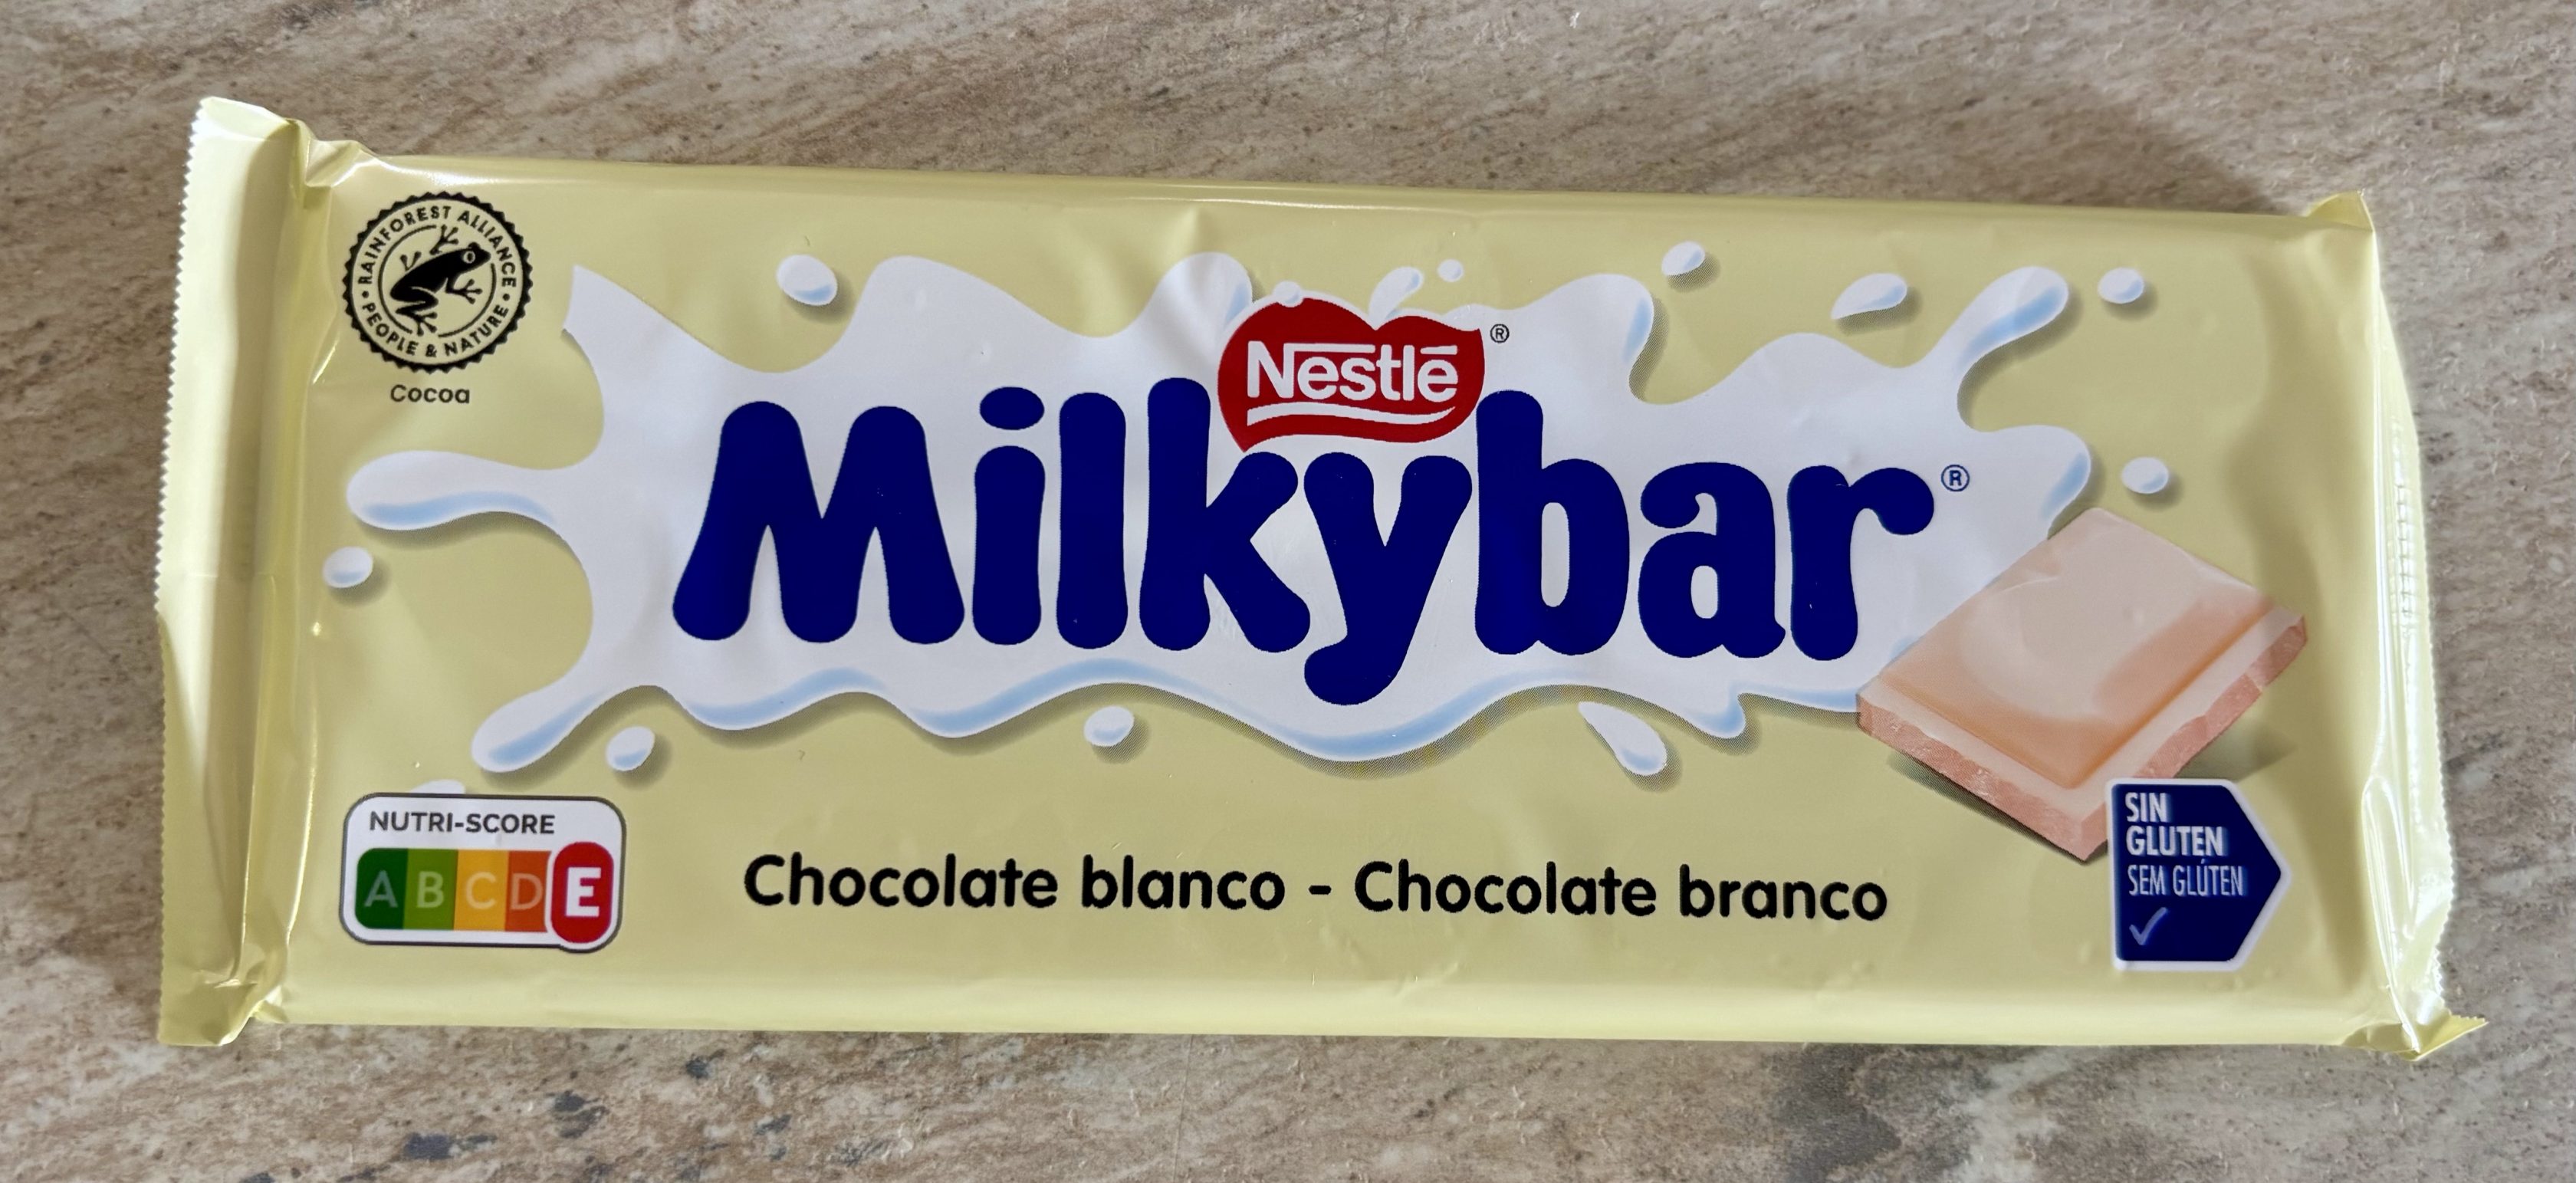 RAINFOREST ALLIANCE
• PEOPLE & NATURE •
Cocoa
Nestlé®
Milkybar®
NUTRI-SCORE
A B C D E
Chocolate blanco - Chocolate branco
SIN
GLUTEN
SEM GLÚTEN